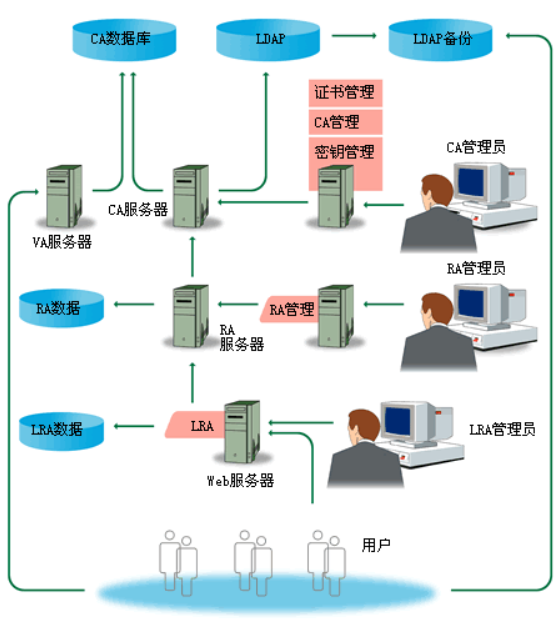 CA数据库
LDAP
LDAP备份
证书管理
CA管理
密钥管理
CA管理员
CA服务器
VA服务器
RA管理员
RA数据
RA管理
RA
服务器
LRA数据
LRA
LRA管理员
Web服务器
用户